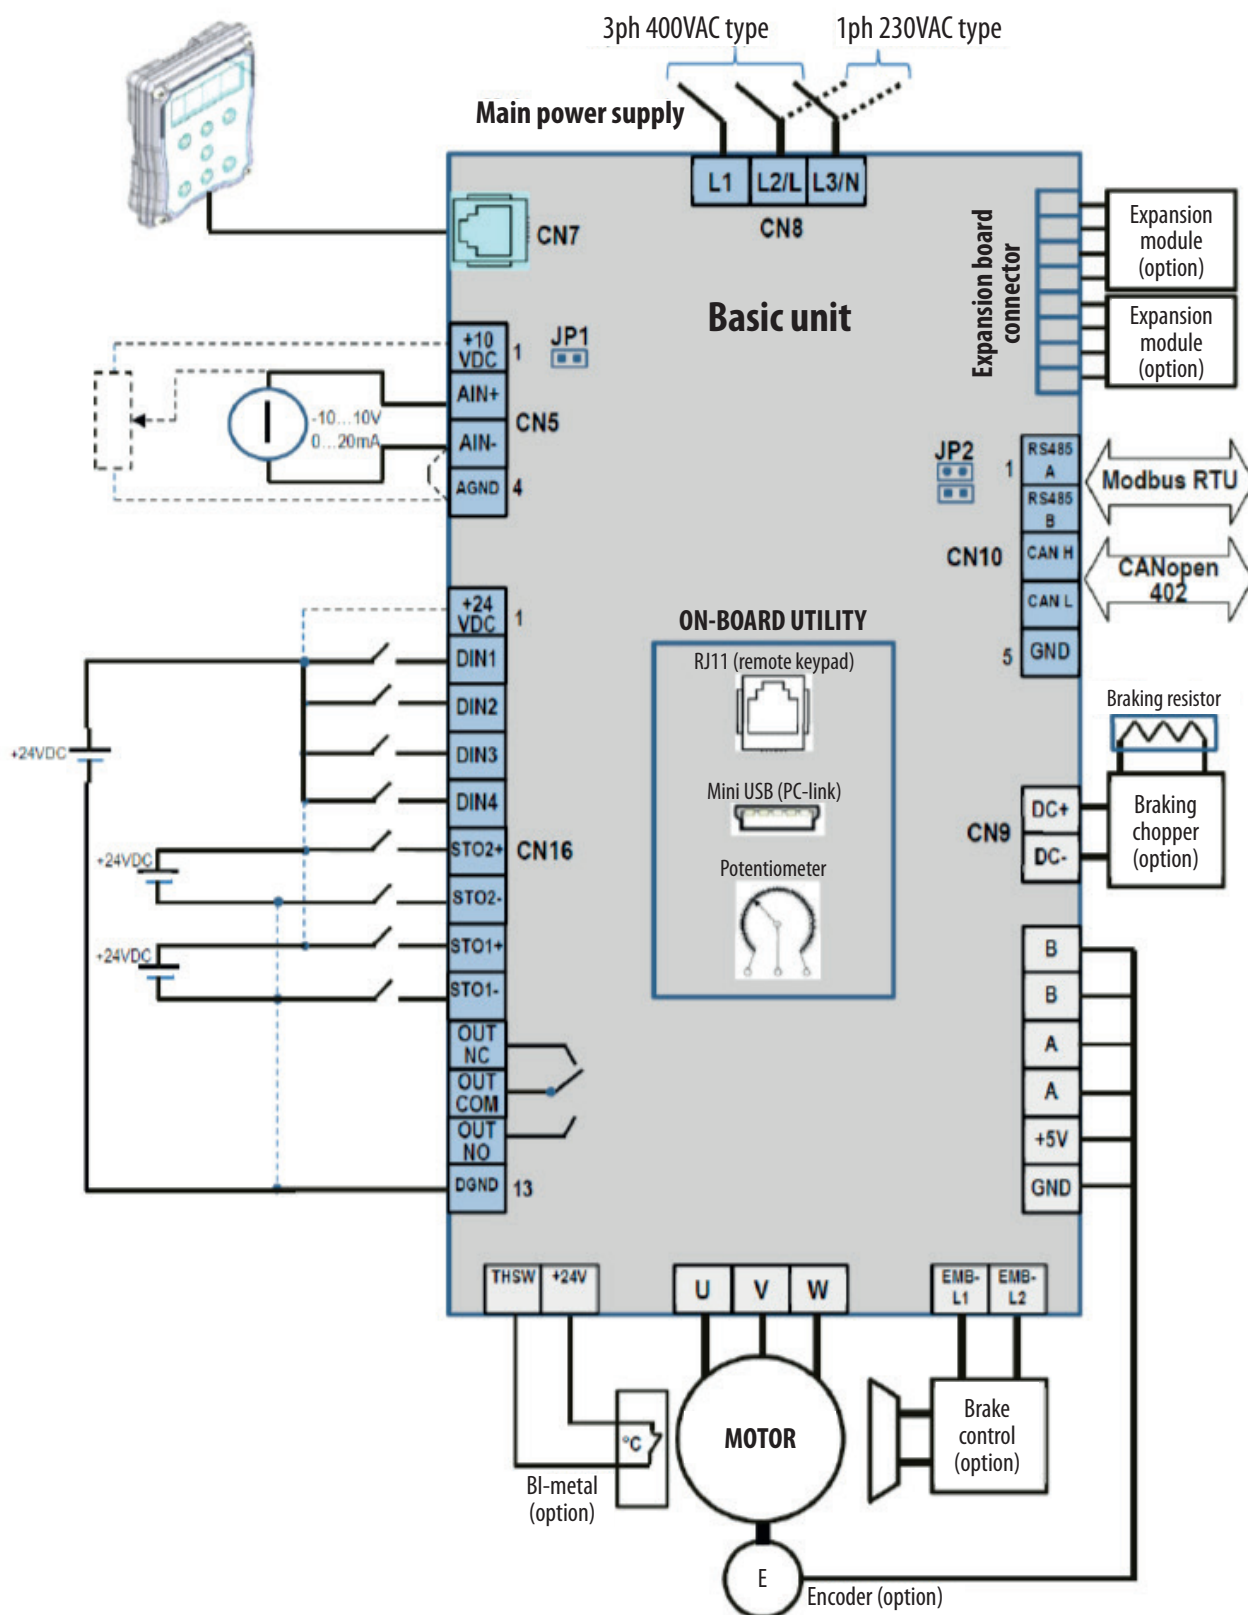 3ph 400VAC type
1ph 230VAC type
Main power supply
L1
L2/L
L3/N
CN8
CN7
Expansion board
connector
Expansion
module
(option)
Expansion
module
(option)
Basic unit
+10
VDC
1
JP1
AIN+
AIN-
CN5
AGND
4
-10...10V
0...20mA
JP2
1
RS485
A
RS485
B
CN10
CAN H
CAN L
5
GND
Modbus RTU
CANopen
402
+24
VDC
1
DIN1
DIN2
DIN3
DIN4
STO2+
CN16
STO2-
STO1+
STO1-
OUT
NC
OUT
COM
OUT
NO
DGND
13
+24VDC
+24VDC
+24VDC
ON-BOARD UTILITY
RJ11 (remote keypad)
Mini USB (PC-link)
Potentiometer
Braking resistor
CN9
DC+
DC-
Braking
chopper
(option)
B
B
A
A
+5V
GND
THSW
+24V
U
V
W
EMB-
L1
EMB-
L2
°C
BI-metal
(option)
MOTOR
Brake
control
(option)
E
Encoder (option)